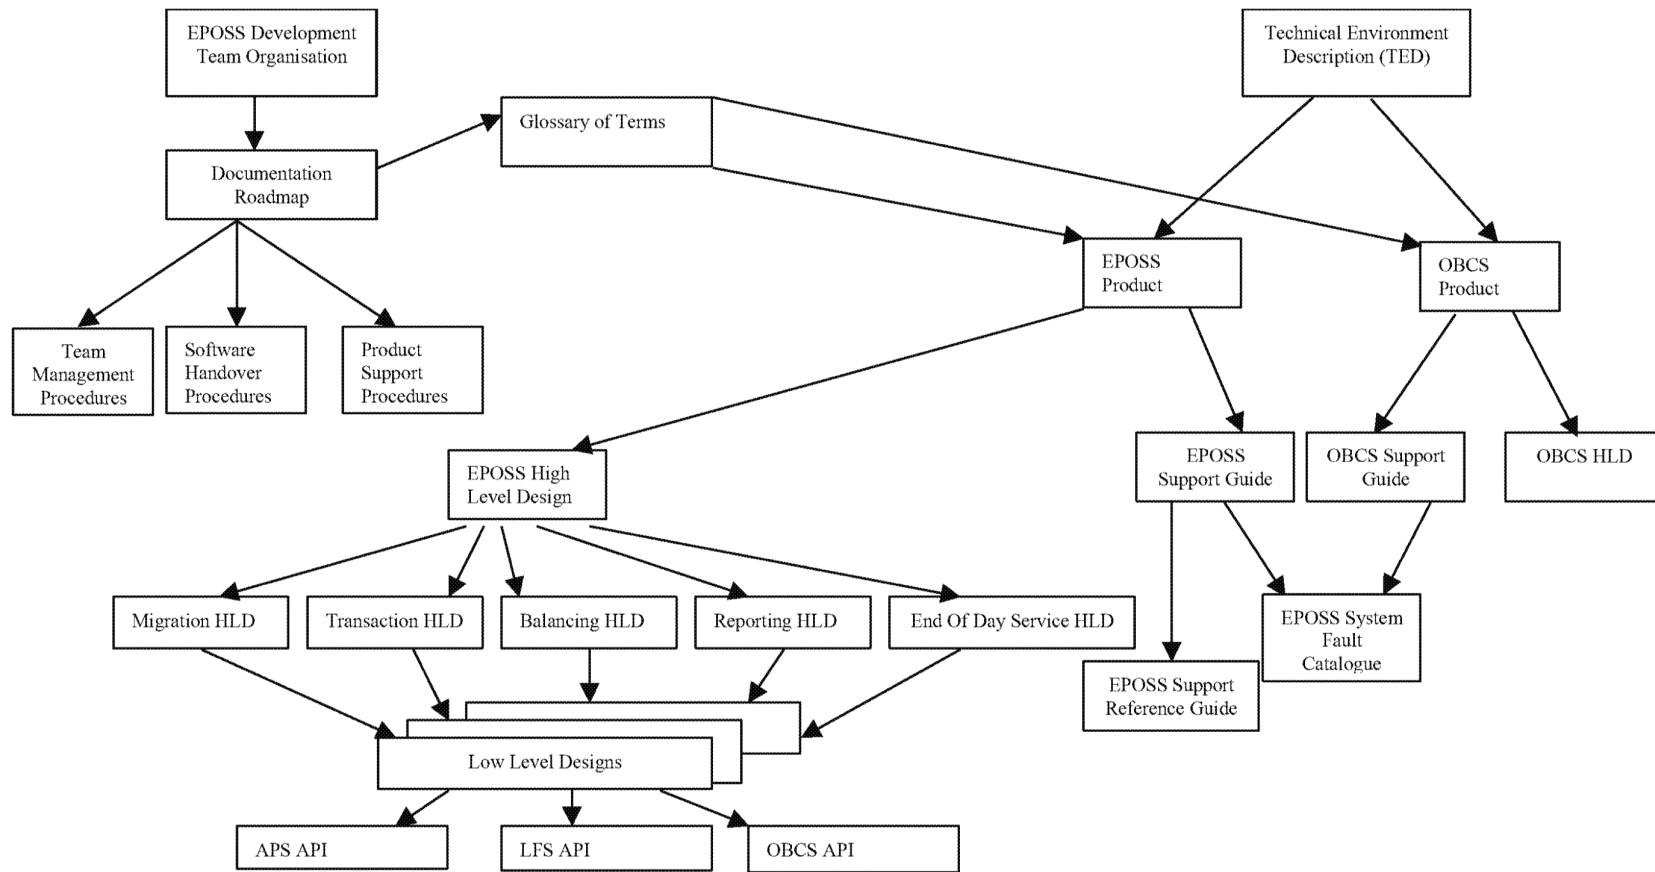 EPOSS Development
Team Organisation
Technical Environment
Description (TED)
Glossary of Terms
Documentation
Roadmap
EPOSS
Product
OBCS
Product
Team
Management
Procedures
Software
Handover
Procedures
Product
Support
Procedures
EPOSS High
Level Design
EPOSS
Support Guide
OBCS Support
Guide
OBCS HLD
Migration HLD
Transaction HLD
Balancing HLD
Reporting HLD
End Of Day Service HLD
EPOSS System
Fault
Catalogue
EPOSS Support
Reference Guide
Low Level Designs
APS API
LFS API
OBCS API